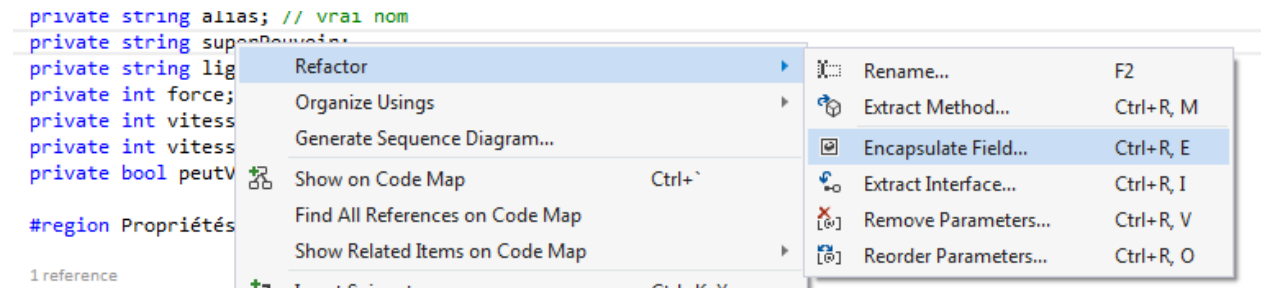 private string alias; // vrai nom
private string superPouvoir;
private string lig
private int force;
private int vitess
private int vitess
private bool peutV
#region Propriétés
1 reference
Refactor
Organize Usings
Generate Sequence Diagram...
Show on Code Map Ctrl+`
Find All References on Code Map
Show Related Items on Code Map
Rename... F2
Extract Method... Ctrl+R, M
Encapsulate Field... Ctrl+R, E
Extract Interface... Ctrl+R, I
Remove Parameters... Ctrl+R, V
Reorder Parameters... Ctrl+R, O